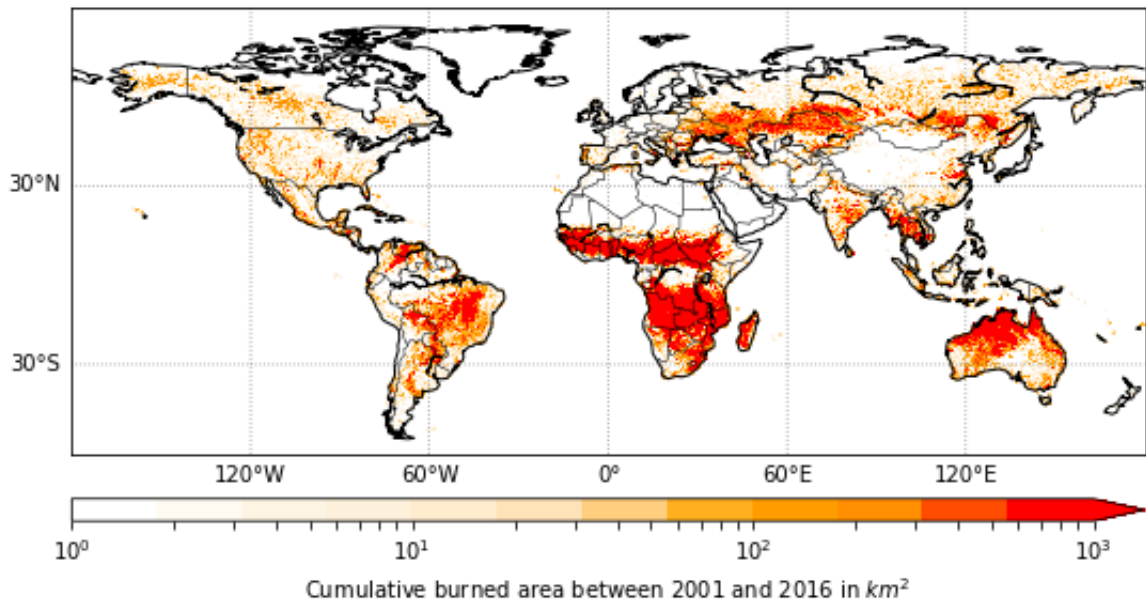 30°N
30°S
120°W 60°W 0° 60°E 120°E
10⁰ 10¹ 10² 10³
Cumulative burned area between 2001 and 2016 in km²